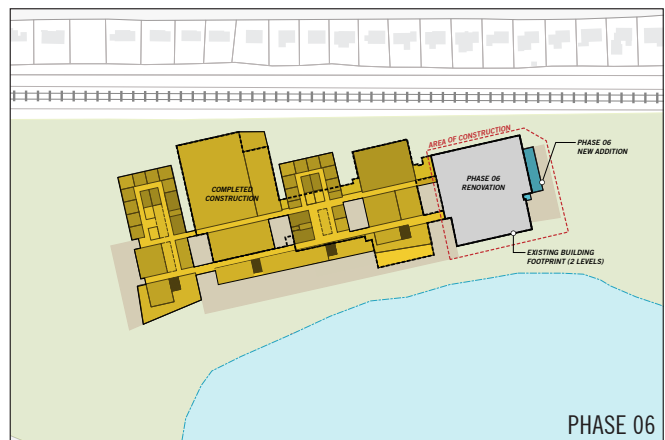 AREA OF CONSTRUCTION
PHASE 06
NEW ADDITION
COMPLETED
CONSTRUCTION
PHASE 06
RENOVATION
EXISTING BUILDING
FOOTPRINT (2 LEVELS)
PHASE 06